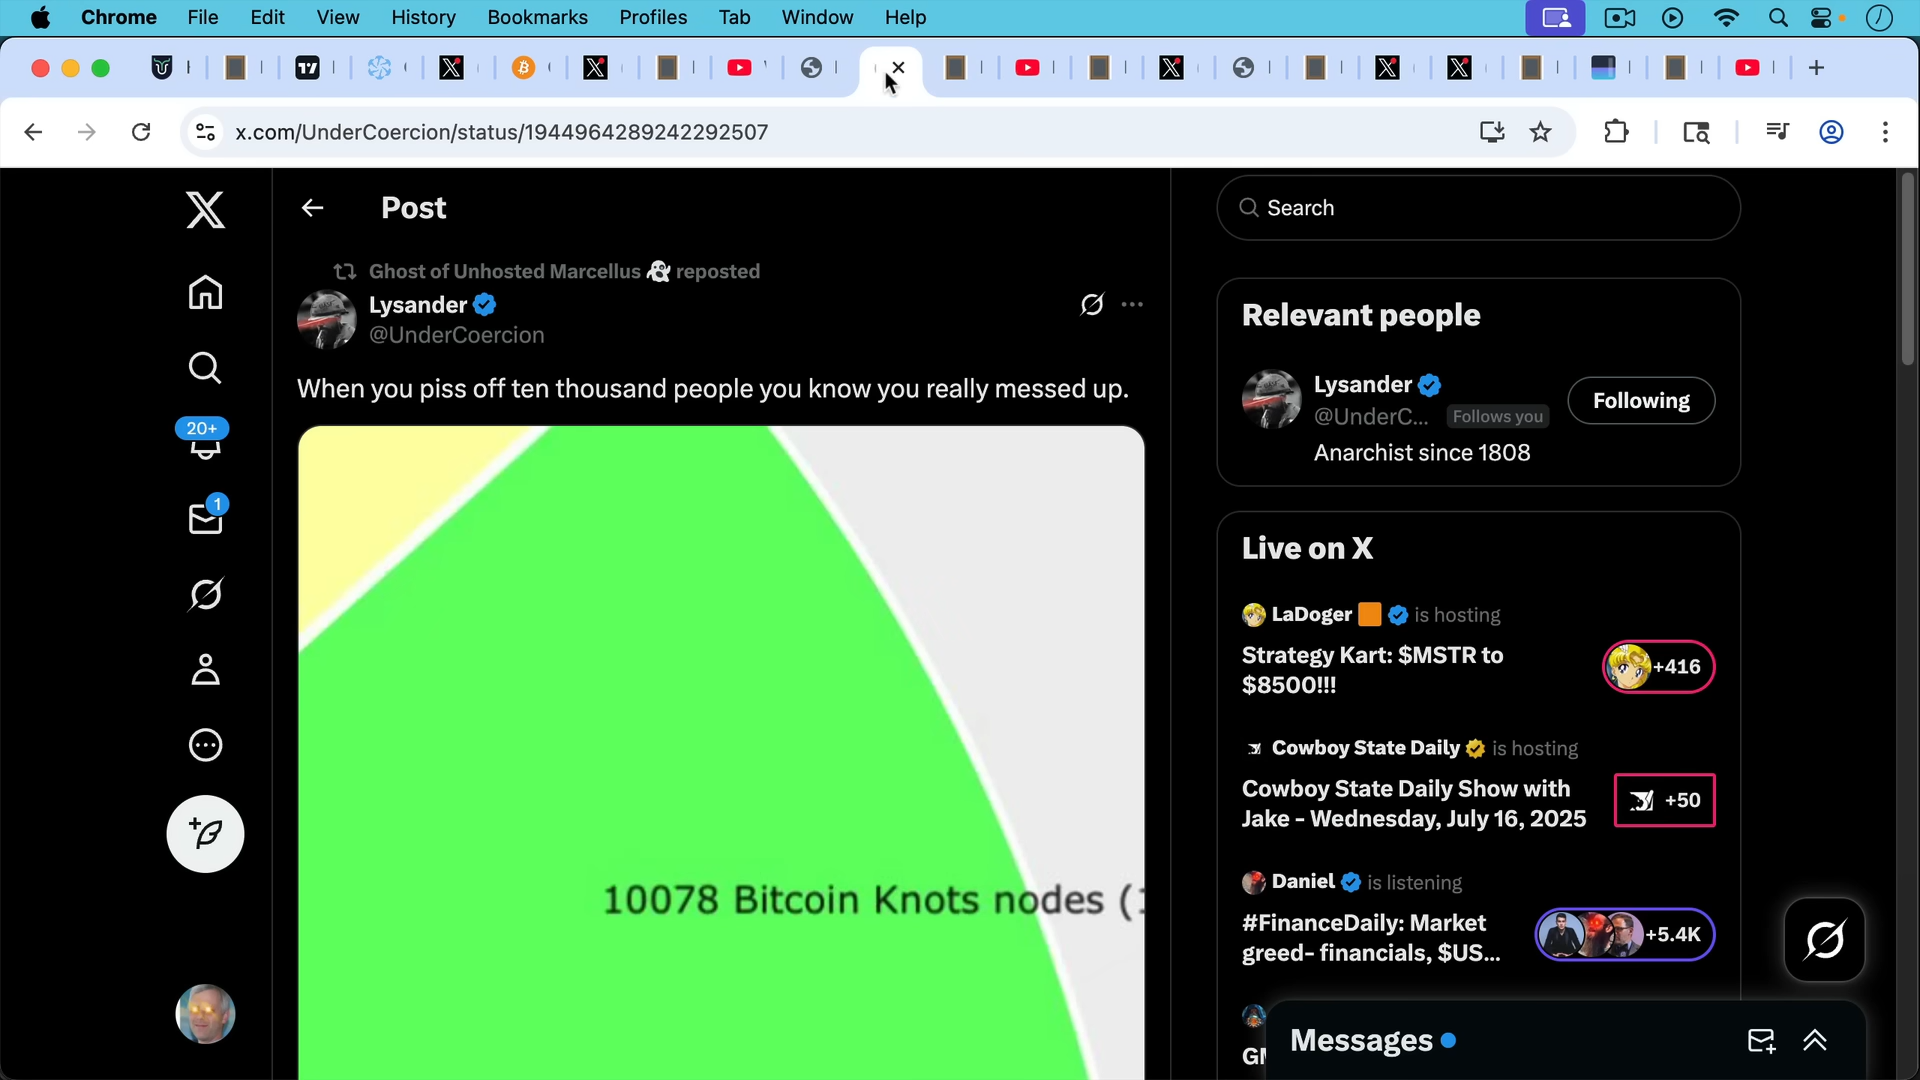 Chrome File Edit View History Bookmarks Profiles Tab Window Help
x.com/UnderCoercion/status/1944964289242292507
Post
Search
Ghost of Unhosted Marcellus 👻 reposted
Lysander
@UnderCoercion
When you piss off ten thousand people you know you really messed up.
10078 Bitcoin Knots nodes (
20+
1
Relevant people
Lysander
@UnderC... Follows you
Following
Anarchist since 1808
Live on X
LaDoger 🟧 is hosting
Strategy Kart: $MSTR to
$8500!!!
+416
Cowboy State Daily is hosting
Cowboy State Daily Show with
Jake - Wednesday, July 16, 2025
+50
Daniel is listening
#FinanceDaily: Market
greed- financials, $US...
+5.4K
Messages